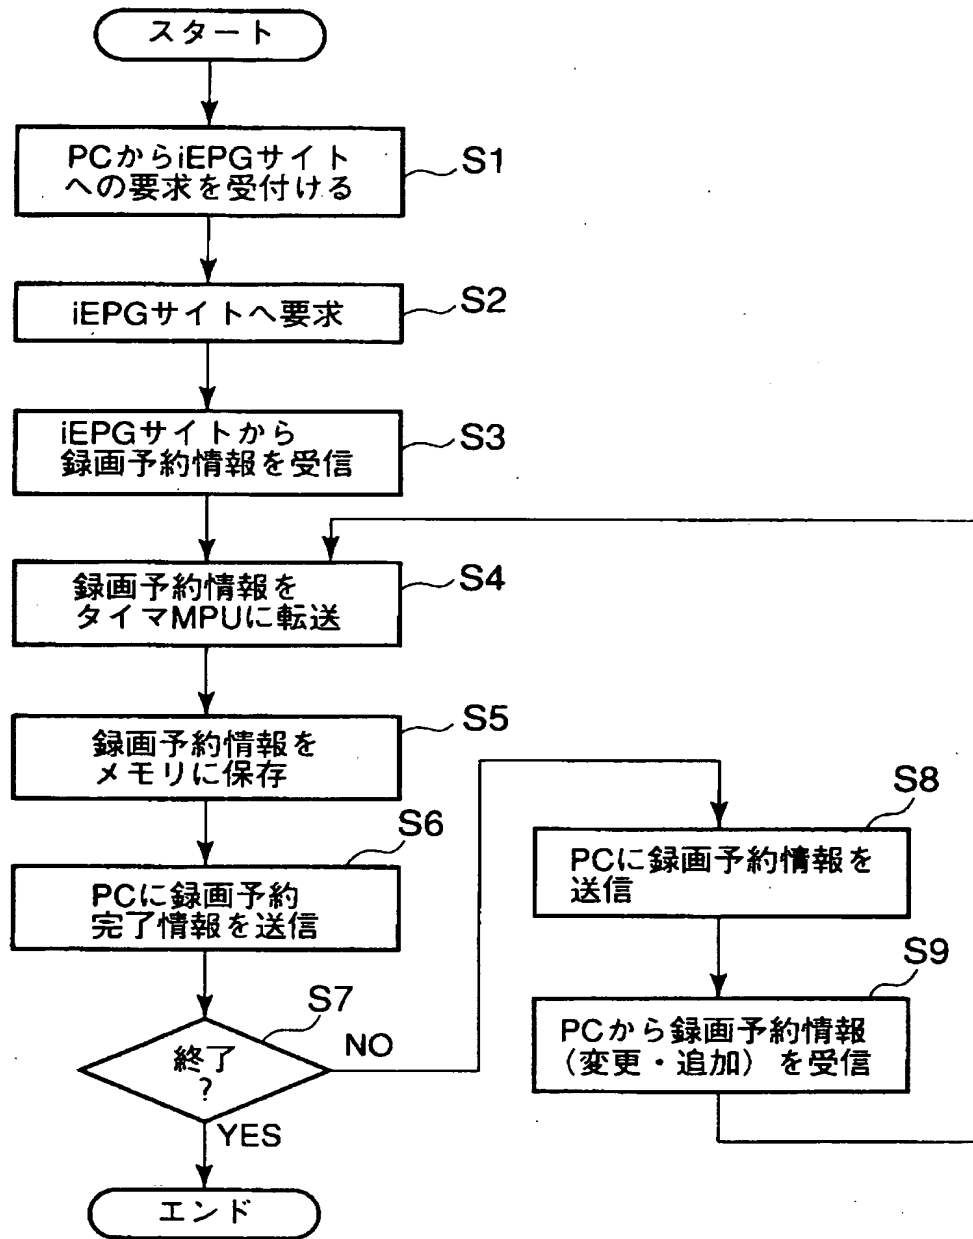 スタート
PCからiEPGサイト
への要求を受付ける
S1
iEPGサイトへ要求
S2
iEPGサイトから
録画予約情報を受信
S3
録画予約情報を
タイマMPUに転送
S4
録画予約情報を
メモリに保存
S5
PCに録画予約
完了情報を送信
S6
終了
?
S7
NO
YES
エンド
PCに録画予約情報を
送信
S8
PCから録画予約情報
(変更・追加)を受信
S9